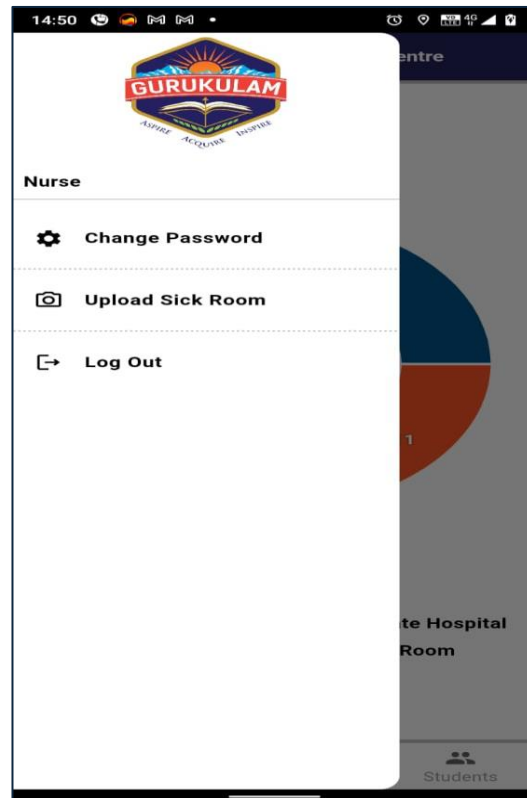 14:50
4G
entre
GURUKULAM
ASPIRE ACQUIRE INSPIRE
Nurse
Change Password
Upload Sick Room
Log Out
1
te Hospital
Room
Students